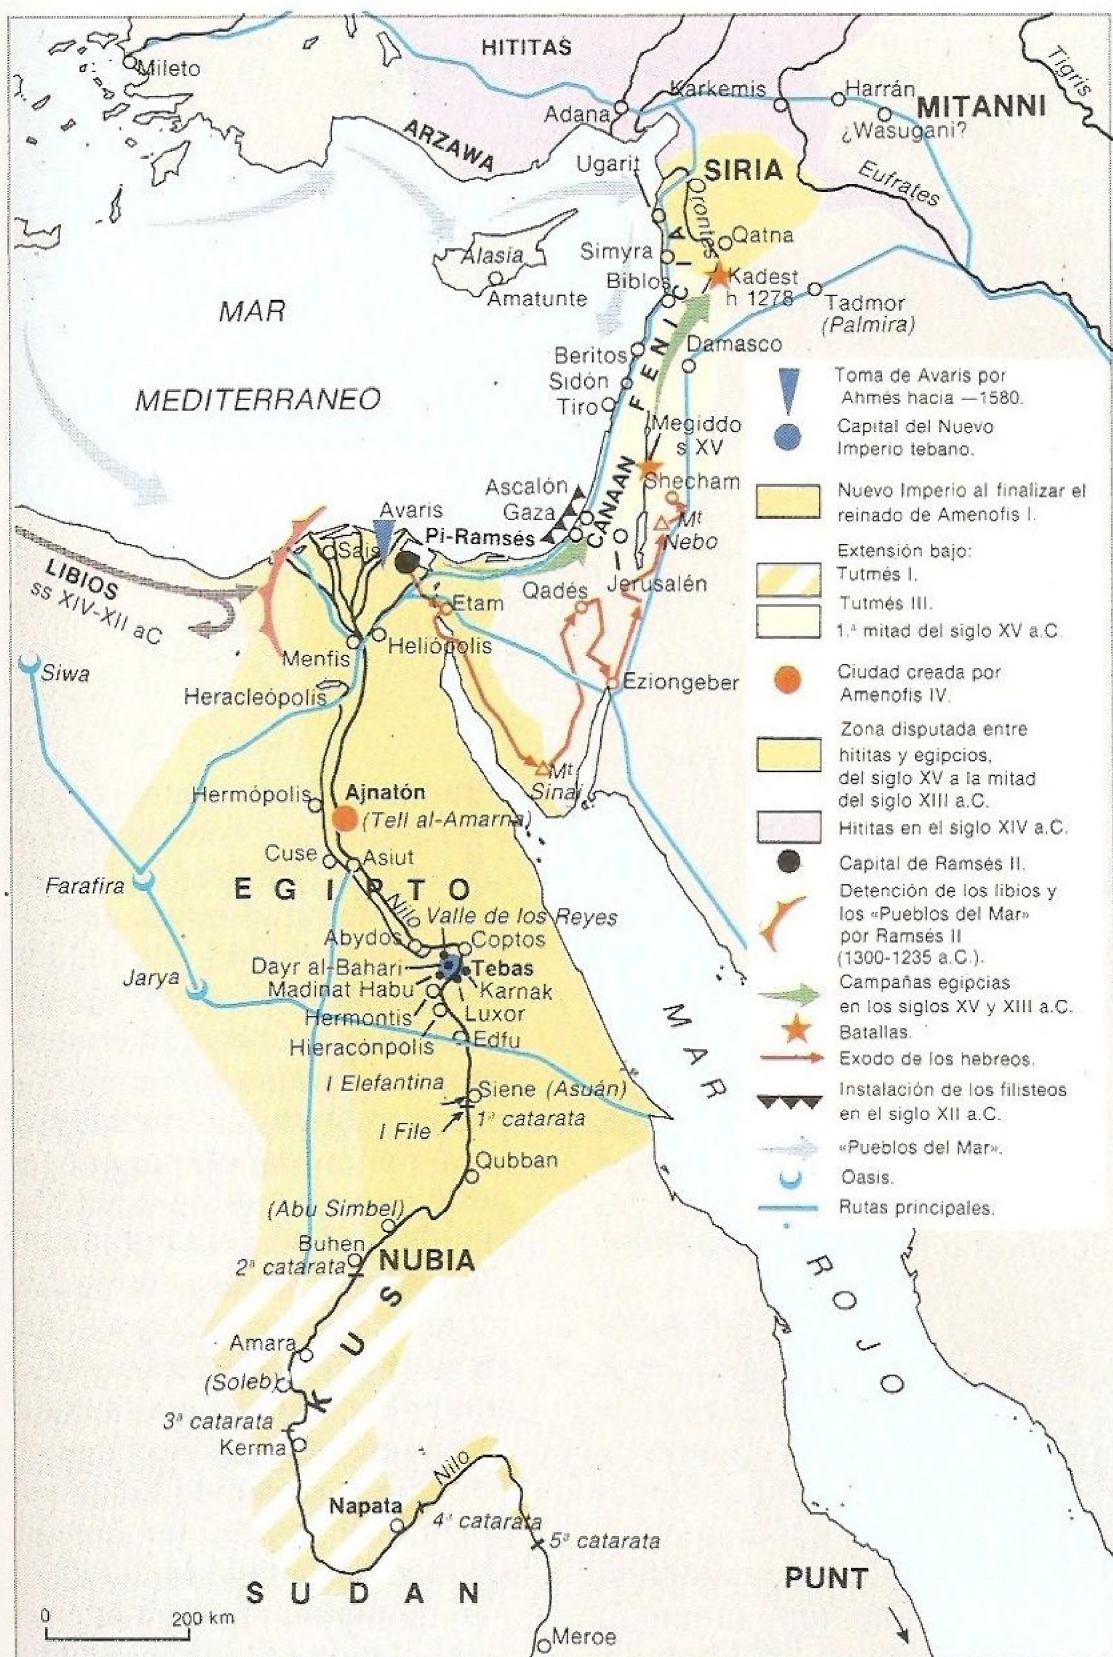 HITITAS
Tigris
Mileto
Karkemis
Harrán
MITANNI
Adana
¿Wasugani?
ARZAWA
Ugarit
SIRIA
Eufrates
Orontes
Alasia
Simyra
Qatna
Amatunte
Biblos
Kadest
h 1278
MAR
Tadmor
(Palmira)
FENICIA
Beritos
Damasco
MEDITERRANEO
Sidón
Tiro
Megiddo
s XV
Ascalón
Shecham
CANAAN
Avaris
Gaza
Mt
Nebo
Pi-Ramsés
Sais
LIBIOS
ss XIV-XII aC
Qadés
Jerusalén
Etam
Heliópolis
Menfis
Siwa
Heracleópolis
Eziongeber
Mt
Sinaí
Hermópolis
Ajnatón
(Tell al-Amarna)
Cuse
Asiut
Farafira
EGIPTO
Nilo
Valle de los Reyes
Abydos
Coptos
Dayr al-Bahari
Tebas
Jarya
Madinat Habu
Karnak
Hermontis
Luxor
Hieracónpolis
Edfu
MAR
I Elefantina
Siene (Asuán)
I File
1ª catarata
Qubban
(Abu Simbel)
Buhen
2ª catarata
NUBIA
ROJO
KUS
Amara
(Soleb)
3ª catarata
Kerma
Nilo
Napata
4ª catarata
5ª catarata
SUDAN
PUNT
0 200 km
Meroe
Toma de Avaris por
Ahmés hacia —1580.
Capital del Nuevo
Imperio tebano.
Nuevo Imperio al finalizar el
reinado de Amenofis I.
Extensión bajo:
Tutmés I.
Tutmés III.
1.ª mitad del siglo XV a.C.
Ciudad creada por
Amenofis IV.
Zona disputada entre
hititas y egipcios,
del siglo XV a la mitad
del siglo XIII a.C.
Hititas en el siglo XIV a.C.
Capital de Ramsés II.
Detención de los libios y
los «Pueblos del Mar»
por Ramsés II
(1300-1235 a.C.).
Campañas egipcias
en los siglos XV y XIII a.C.
Batallas.
Exodo de los hebreos.
Instalación de los filisteos
en el siglo XII a.C.
«Pueblos del Mar».
Oasis.
Rutas principales.